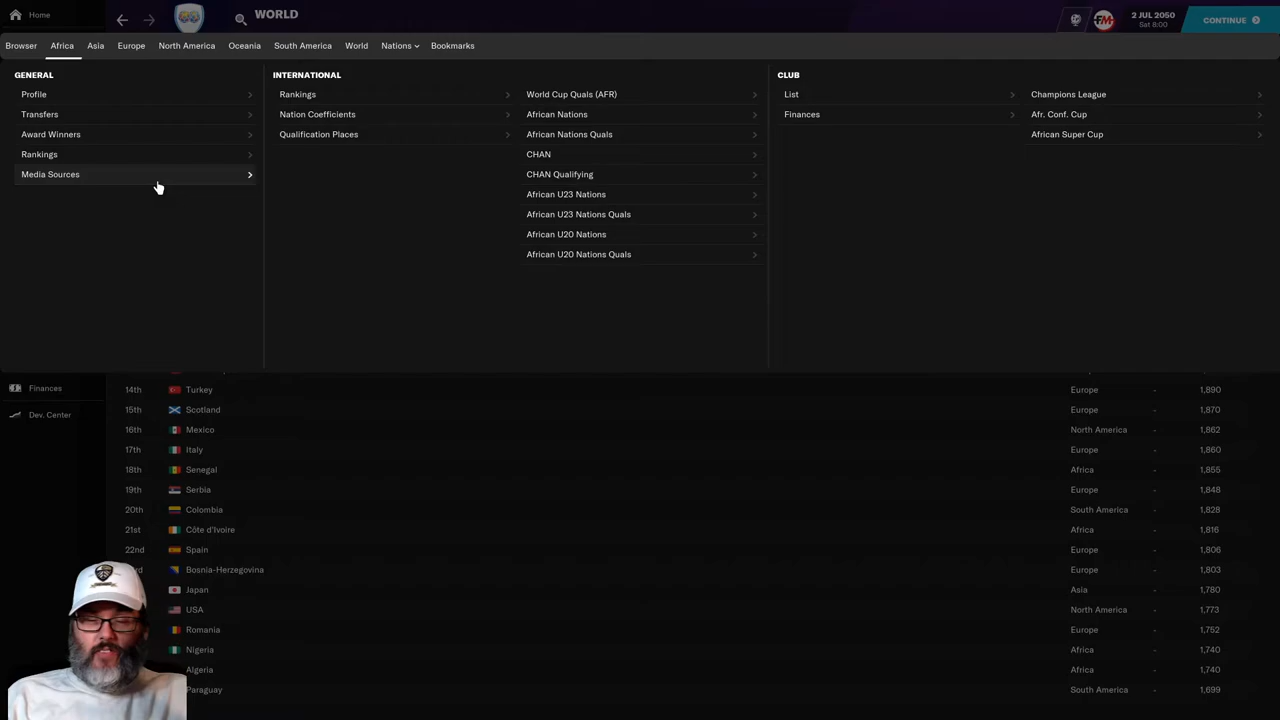 Home
WORLD
FM
2 JUL 2050
Sat 8:00
CONTINUE
Browser Africa Asia Europe North America Oceania South America World Nations Bookmarks
GENERAL
Profile
Transfers
Award Winners
Rankings
Media Sources
INTERNATIONAL
Rankings
Nation Coefficients
Qualification Places
World Cup Quals (AFR)
African Nations
African Nations Quals
CHAN
CHAN Qualifying
African U23 Nations
African U23 Nations Quals
African U20 Nations
African U20 Nations Quals
CLUB
List
Finances
Champions League
Afr. Conf. Cup
African Super Cup
Finances
Dev. Center
14th Turkey Europe - 1,890
15th Scotland Europe - 1,870
16th Mexico North America - 1,862
17th Italy Europe - 1,860
18th Senegal Africa - 1,855
19th Serbia Europe - 1,848
20th Colombia South America - 1,828
21st Côte d'Ivoire Africa - 1,816
22nd Spain Europe - 1,806
Bosnia-Herzegovina Europe - 1,803
Japan Asia - 1,780
USA North America - 1,773
Romania Europe - 1,752
Nigeria Africa - 1,740
Algeria Africa - 1,740
Paraguay South America - 1,699